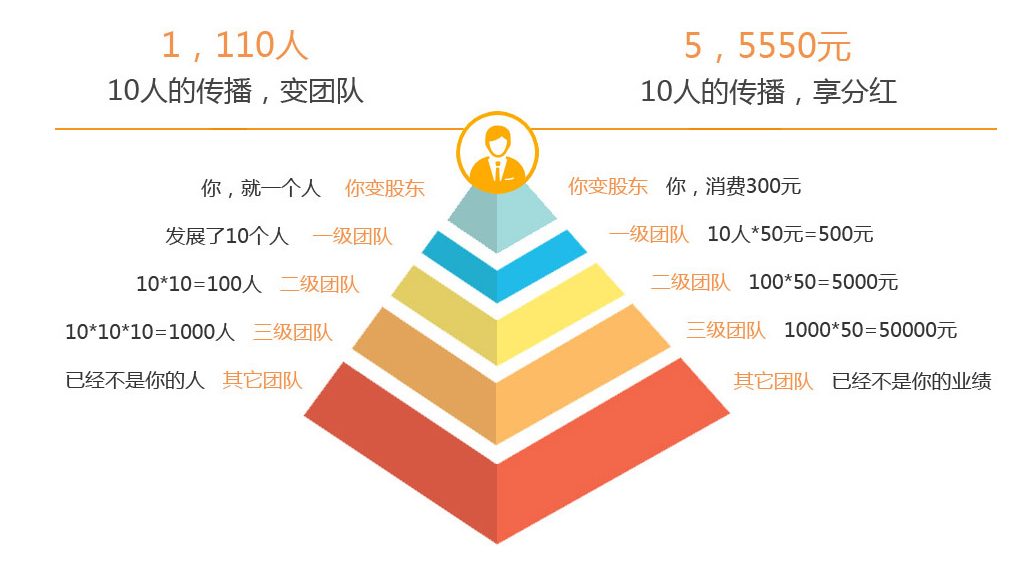 1，110人
10人的传播，变团队
5，5550元
10人的传播，享分红
你，就一个人 你变股东
你变股东 你，消费300元
发展了10个人 一级团队
一级团队 10人*50元=500元
10*10=100人 二级团队
二级团队 100*50=5000元
10*10*10=1000人 三级团队
三级团队 1000*50=50000元
已经不是你的人 其它团队
其它团队 已经不是你的业绩